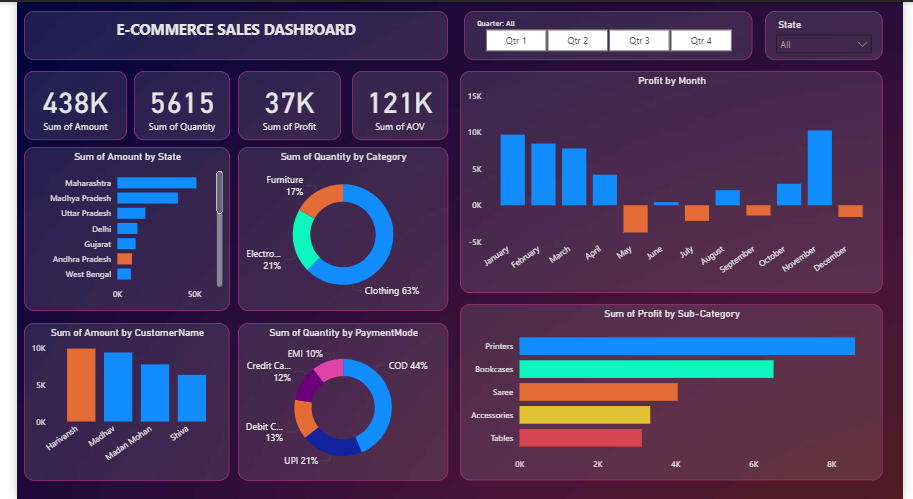 E-COMMERCE SALES DASHBOARD
Quarter: All
Qtr 1
Qtr 2
Qtr 3
Qtr 4
State
All
438K
Sum of Amount
5615
Sum of Quantity
37K
Sum of Profit
121K
Sum of AOV
Profit by Month
15K
10K
5K
0K
-5K
January
February
March
April
May
June
July
August
September
October
November
December
Sum of Amount by State
Maharashtra
Madhya Pradesh
Uttar Pradesh
Delhi
Gujarat
Andhra Pradesh
West Bengal
0K
50K
Sum of Quantity by Category
Furniture
17%
Electro...
21%
Clothing 63%
Sum of Amount by CustomerName
10K
5K
0K
Harivansh
Madhav
Madan Mohan
Shiva
Sum of Quantity by PaymentMode
EMI 10%
Credit Ca...
12%
COD 44%
Debit C...
13%
UPI 21%
Sum of Profit by Sub-Category
Printers
Bookcases
Saree
Accessories
Tables
0K
2K
4K
6K
8K